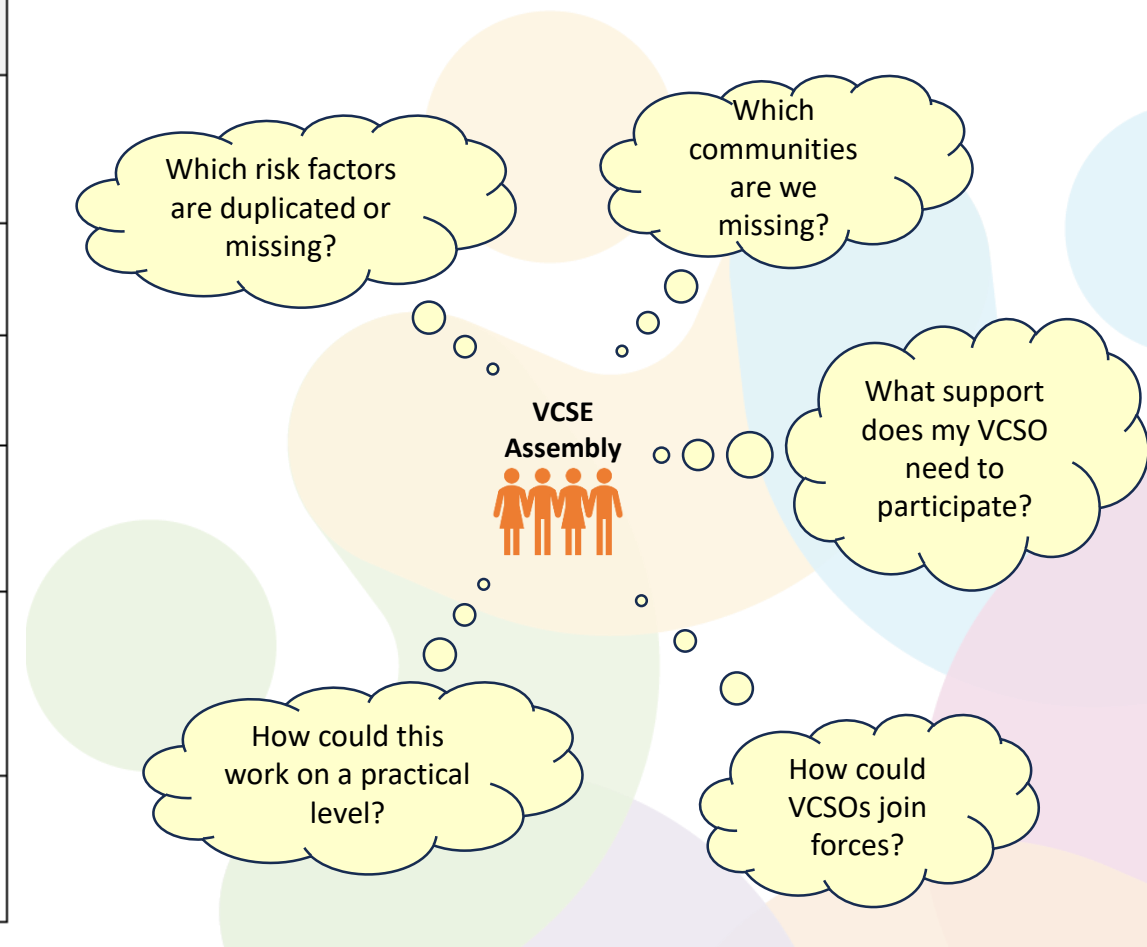 Which risk factors
are duplicated or
missing?
Which
communities
are we
missing?
VCSE
Assembly
What support
does my VCSO
need to
participate?
How could this
work on a practical
level?
How could
VCSOs join
forces?